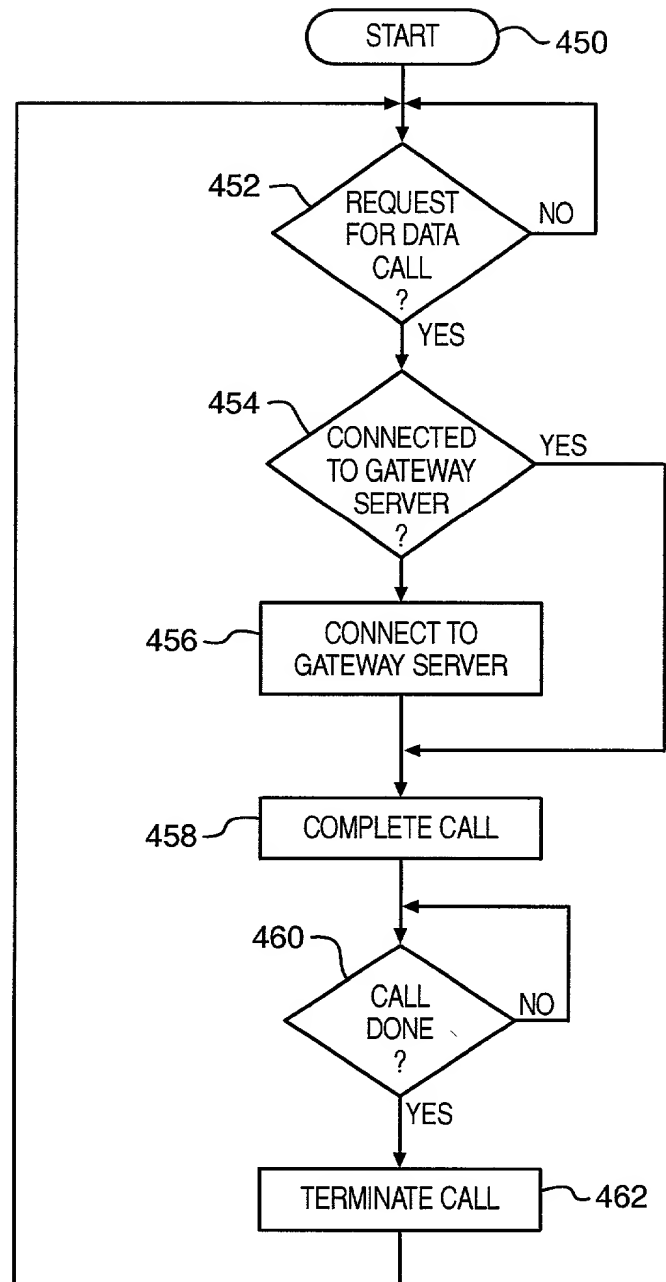 START
450
452
REQUEST
FOR DATA
CALL
?
NO
YES
454
CONNECTED
TO GATEWAY
SERVER
?
YES
456
CONNECT TO
GATEWAY SERVER
458
COMPLETE CALL
460
CALL
DONE
?
NO
YES
TERMINATE CALL
462